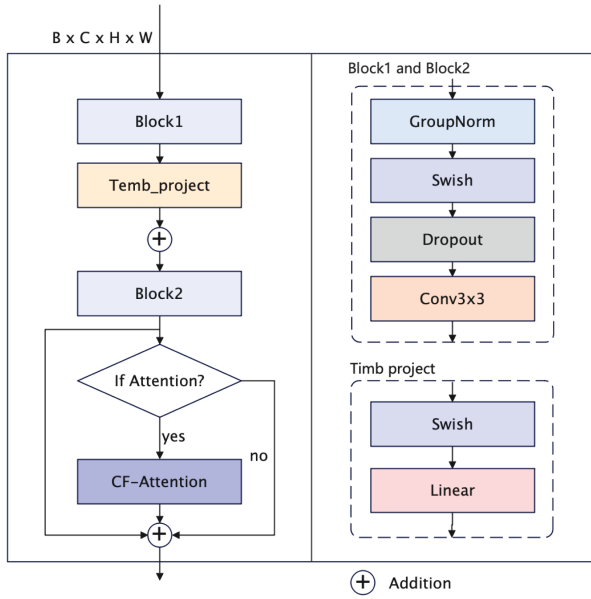 B x C x H x W
Block1
Temb_project
+
Block2
If Attention?
yes
no
CF-Attention
+
Block1 and Block2
GroupNorm
Swish
Dropout
Conv3x3
Timb project
Swish
Linear
+ Addition